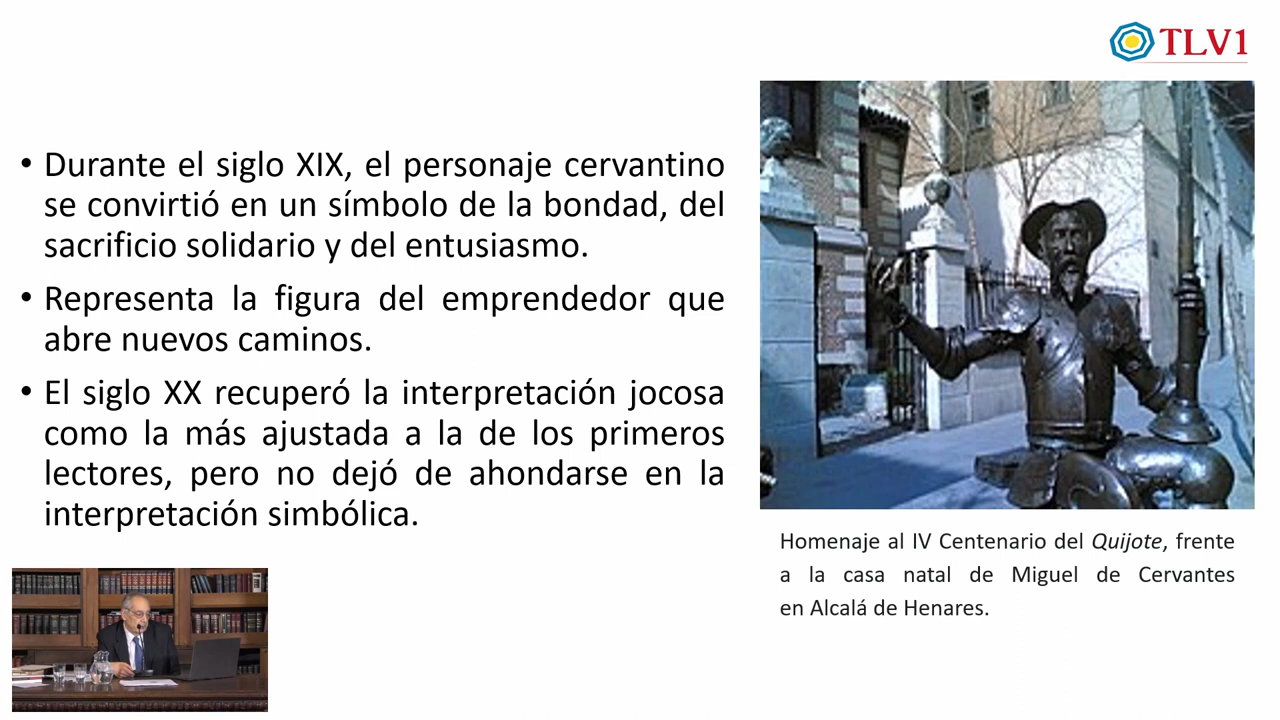 TLV1
• Durante el siglo XIX, el personaje cervantino
se convirtió en un símbolo de la bondad, del
sacrificio solidario y del entusiasmo.
• Representa la figura del emprendedor que
abre nuevos caminos.
• El siglo XX recuperó la interpretación jocosa
como la más ajustada a la de los primeros
lectores, pero no dejó de ahondarse en la
interpretación simbólica.
Homenaje al IV Centenario del Quijote, frente
a la casa natal de Miguel de Cervantes
en Alcalá de Henares.